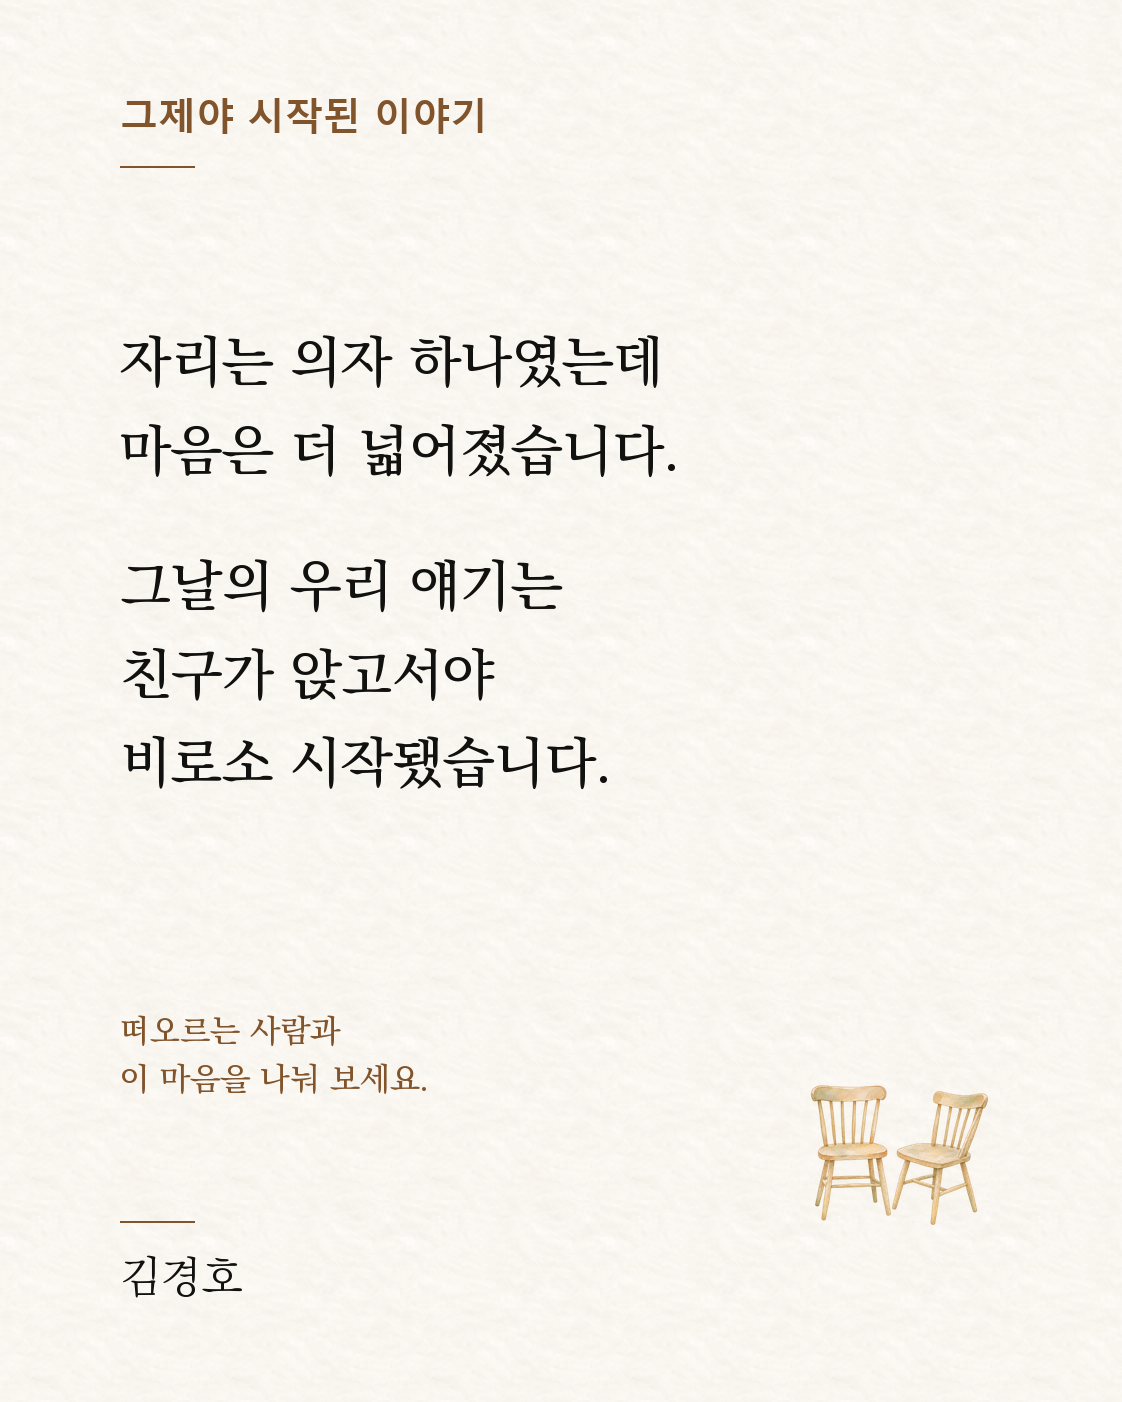 그제야 시작된 이야기
자리는 의자 하나였는데
마음은 더 넓어졌습니다.
그날의 우리 얘기는
친구가 앉고서야
비로소 시작됐습니다.
떠오르는 사람과
이 마음을 나눠 보세요.
김경호